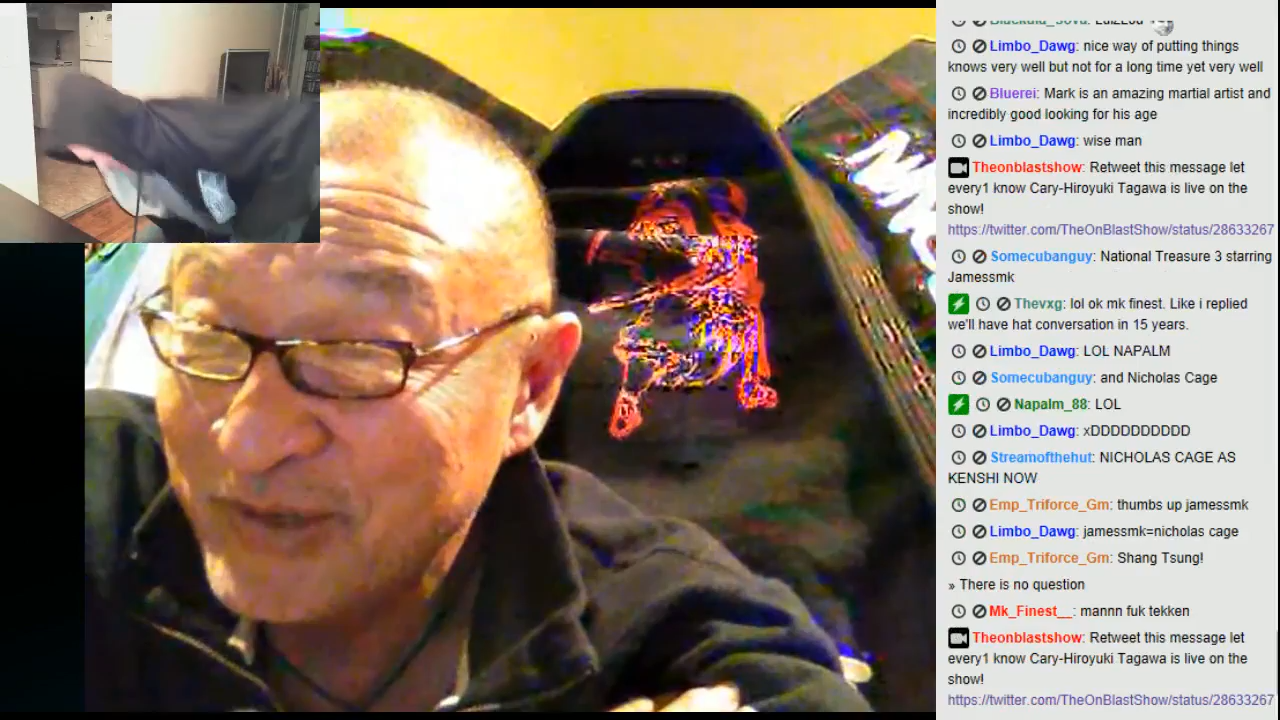 Limbo_Dawg: nice way of putting things
knows very well but not for a long time yet very well
Bluerei: Mark is an amazing martial artist and
incredibly good looking for his age
Limbo_Dawg: wise man
Theonblastshow: Retweet this message let
every1 know Cary-Hiroyuki Tagawa is live on the
show!
https://twitter.com/TheOnBlastShow/status/28633267
Somecubanguy: National Treasure 3 starring
Jamessmk
Thevxg: lol ok mk finest. Like i replied
we'll have hat conversation in 15 years.
Limbo_Dawg: LOL NAPALM
Somecubanguy: and Nicholas Cage
Napalm_88: LOL
Limbo_Dawg: xDDDDDDDDDD
Streamofthehut: NICHOLAS CAGE AS
KENSHI NOW
Emp_Triforce_Gm: thumbs up jamessmk
Limbo_Dawg: jamessmk=nicholas cage
Emp_Triforce_Gm: Shang Tsung!
» There is no question
Mk_Finest__: mannn fuk tekken
Theonblastshow: Retweet this message let
every1 know Cary-Hiroyuki Tagawa is live on the
show!
https://twitter.com/TheOnBlastShow/status/28633267